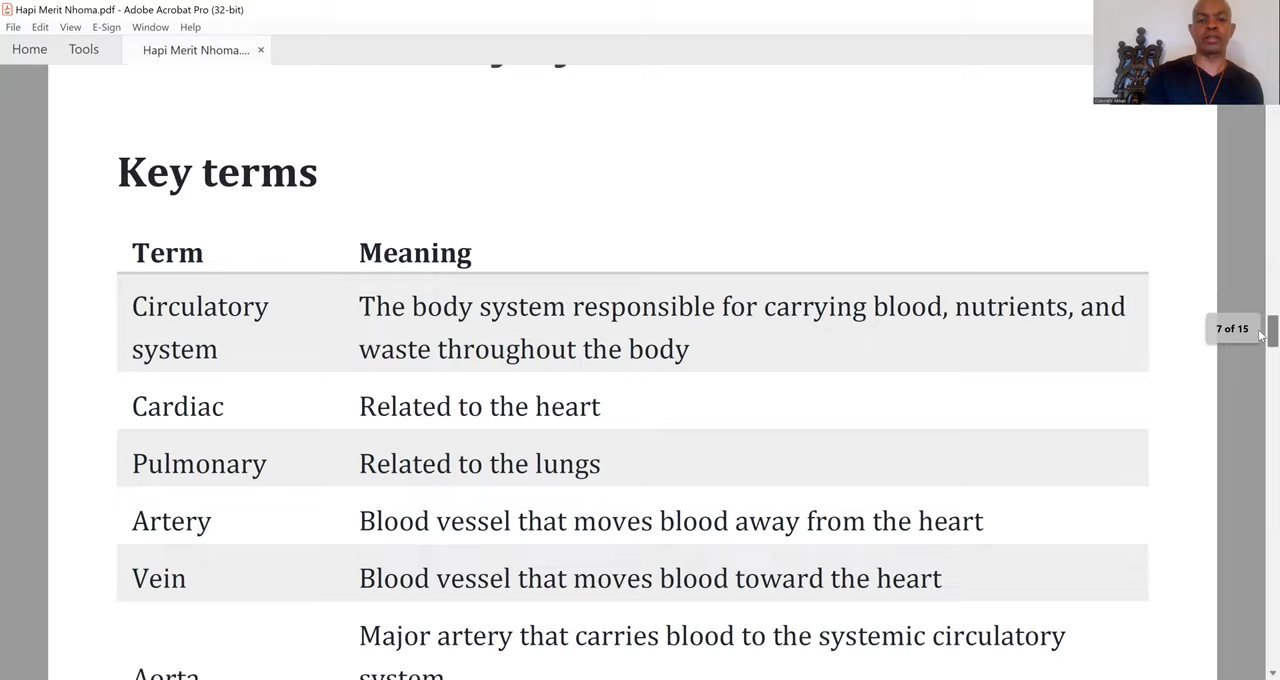 Hapi Merit Nhoma.pdf - Adobe Acrobat Pro (32-bit)
File Edit View E-Sign Window Help
Home Tools Hapi Merit Nhoma.... ×
Key terms
Term Meaning
Circulatory system The body system responsible for carrying blood, nutrients, and
waste throughout the body
Cardiac Related to the heart
Pulmonary Related to the lungs
Artery Blood vessel that moves blood away from the heart
Vein Blood vessel that moves blood toward the heart
Major artery that carries blood to the systemic circulatory
Aorta system
7 of 15